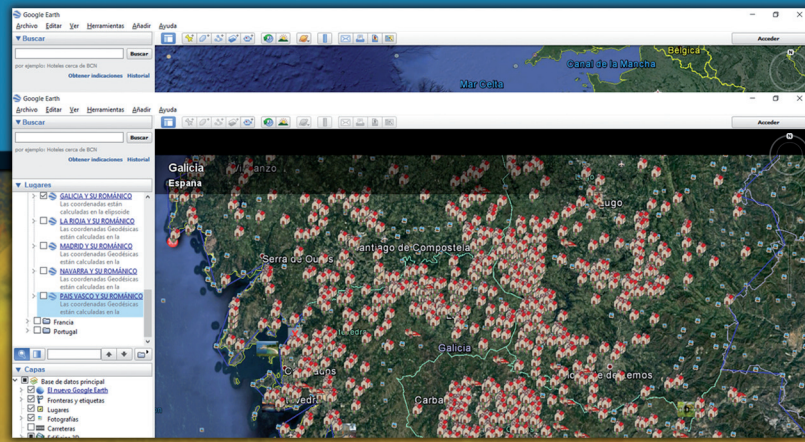 Google Earth
Archivo Editar Ver Herramientas Añadir Ayuda
▼ Buscar
Buscar
por ejemplo: Hoteles cerca de BCN
Obtener indicaciones Historial
Acceder
N
Bélgica
Canal de la Mancha
Mar Celta
Google Earth
Archivo Editar Ver Herramientas Añadir Ayuda
▼ Buscar
Buscar
por ejemplo: Hoteles cerca de BCN
Obtener indicaciones Historial
▼ Lugares
GALICIA Y SU ROMÁNICO
Las coordenadas están
calculadas en la elipsoide
LA RIOJA Y SU ROMÁNICO
Las coordenadas Geodésicas
están calculadas en la
MADRID Y SU ROMÁNICO
Las coordenadas Geodésicas
están calculadas en la
NAVARRA Y SU ROMÁNICO
Las coordenadas Geodésicas
están calculadas en la
PAIS VASCO Y SU ROMÁNICO
Las coordenadas Geodésicas
están calculadas en la
Francia
Portugal
▼ Capas
Base de datos principal
El nuevo Google Earth
Fronteras y etiquetas
Lugares
Fotografías
Carreteras
Acceder
N
Galicia
España
Lugo
Santiago de Compostela
Serra de Outes
Galicia